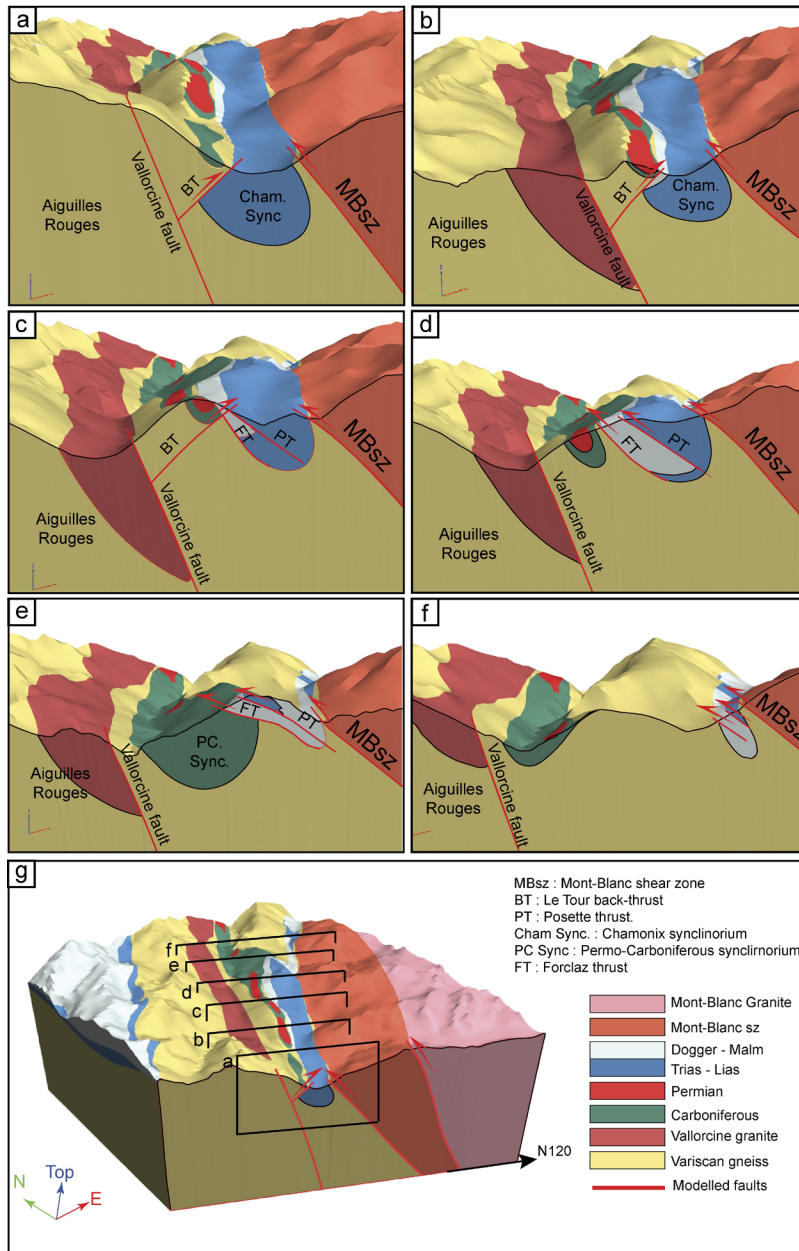 a
Aiguilles
Rouges
Vallorcine fault
BT
Cham.
Sync
MBsz
b
Aiguilles
Rouges
Vallorcine fault
BT
Cham.
Sync
MBsz
c
Aiguilles
Rouges
Vallorcine fault
BT
FT
PT
MBsz
d
Aiguilles
Rouges
Vallorcine fault
FT
PT
MBsz
e
Aiguilles
Rouges
Vallorcine fault
PC.
Sync.
FT
PT
MBsz
f
Aiguilles
Rouges
Vallorcine fault
MBsz
g
f
e
d
c
b
a
N120
N
Top
E
MBsz : Mont-Blanc shear zone
BT : Le Tour back-thrust
PT : Posette thrust.
Cham Sync. : Chamonix synclinorium
PC Sync : Permo-Carboniferous synclirnorium
FT : Forclaz thrust
Mont-Blanc Granite
Mont-Blanc sz
Dogger - Malm
Trias - Lias
Permian
Carboniferous
Vallorcine granite
Variscan gneiss
Modelled faults